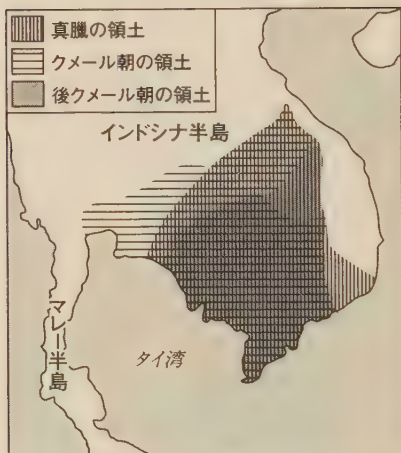 真臘の領土
クメール朝の領土
後クメール朝の領土
インドシナ半島
マレー半島
タイ湾